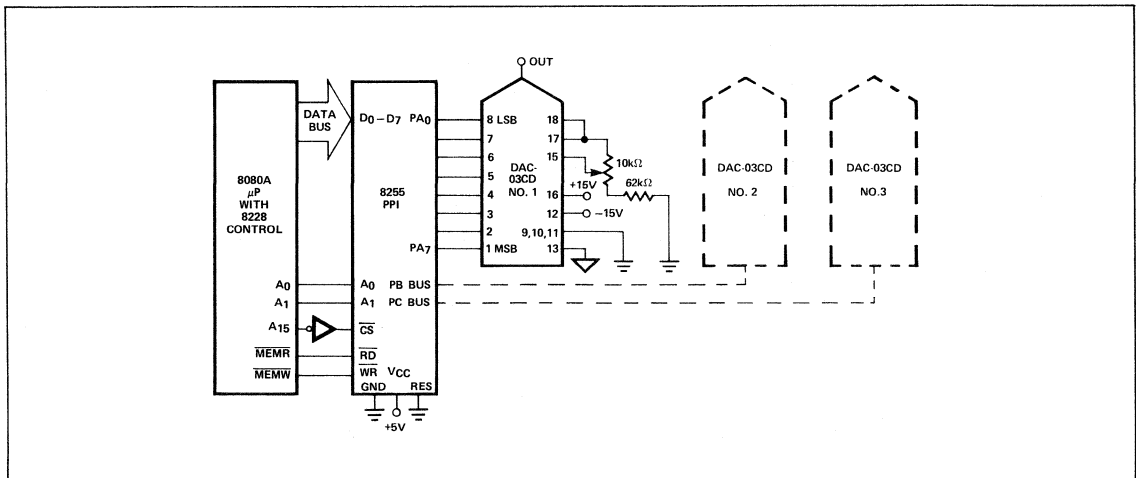 OUT
DATA
BUS
D0–D7
PA0
8080A
μP
WITH
8228
CONTROL
A0
A1
A15
MEMR
MEMW
8255
PPI
PA7
A0
PB BUS
A1
PC BUS
CS
RD
WR
VCC
GND
RES
+5V
8 LSB
7
6
5
4
3
2
1 MSB
DAC-
03CD
NO. 1
18
17
15
16
12
9,10,11
13
10kΩ
+15V
62kΩ
–15V
DAC-03CD
NO. 2
DAC-03CD
NO.3